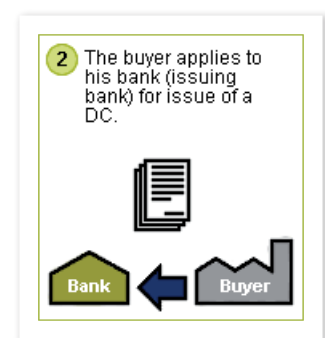 2 The buyer applies to
his bank (issuing
bank) for issue of a
DC.
Bank
Buyer